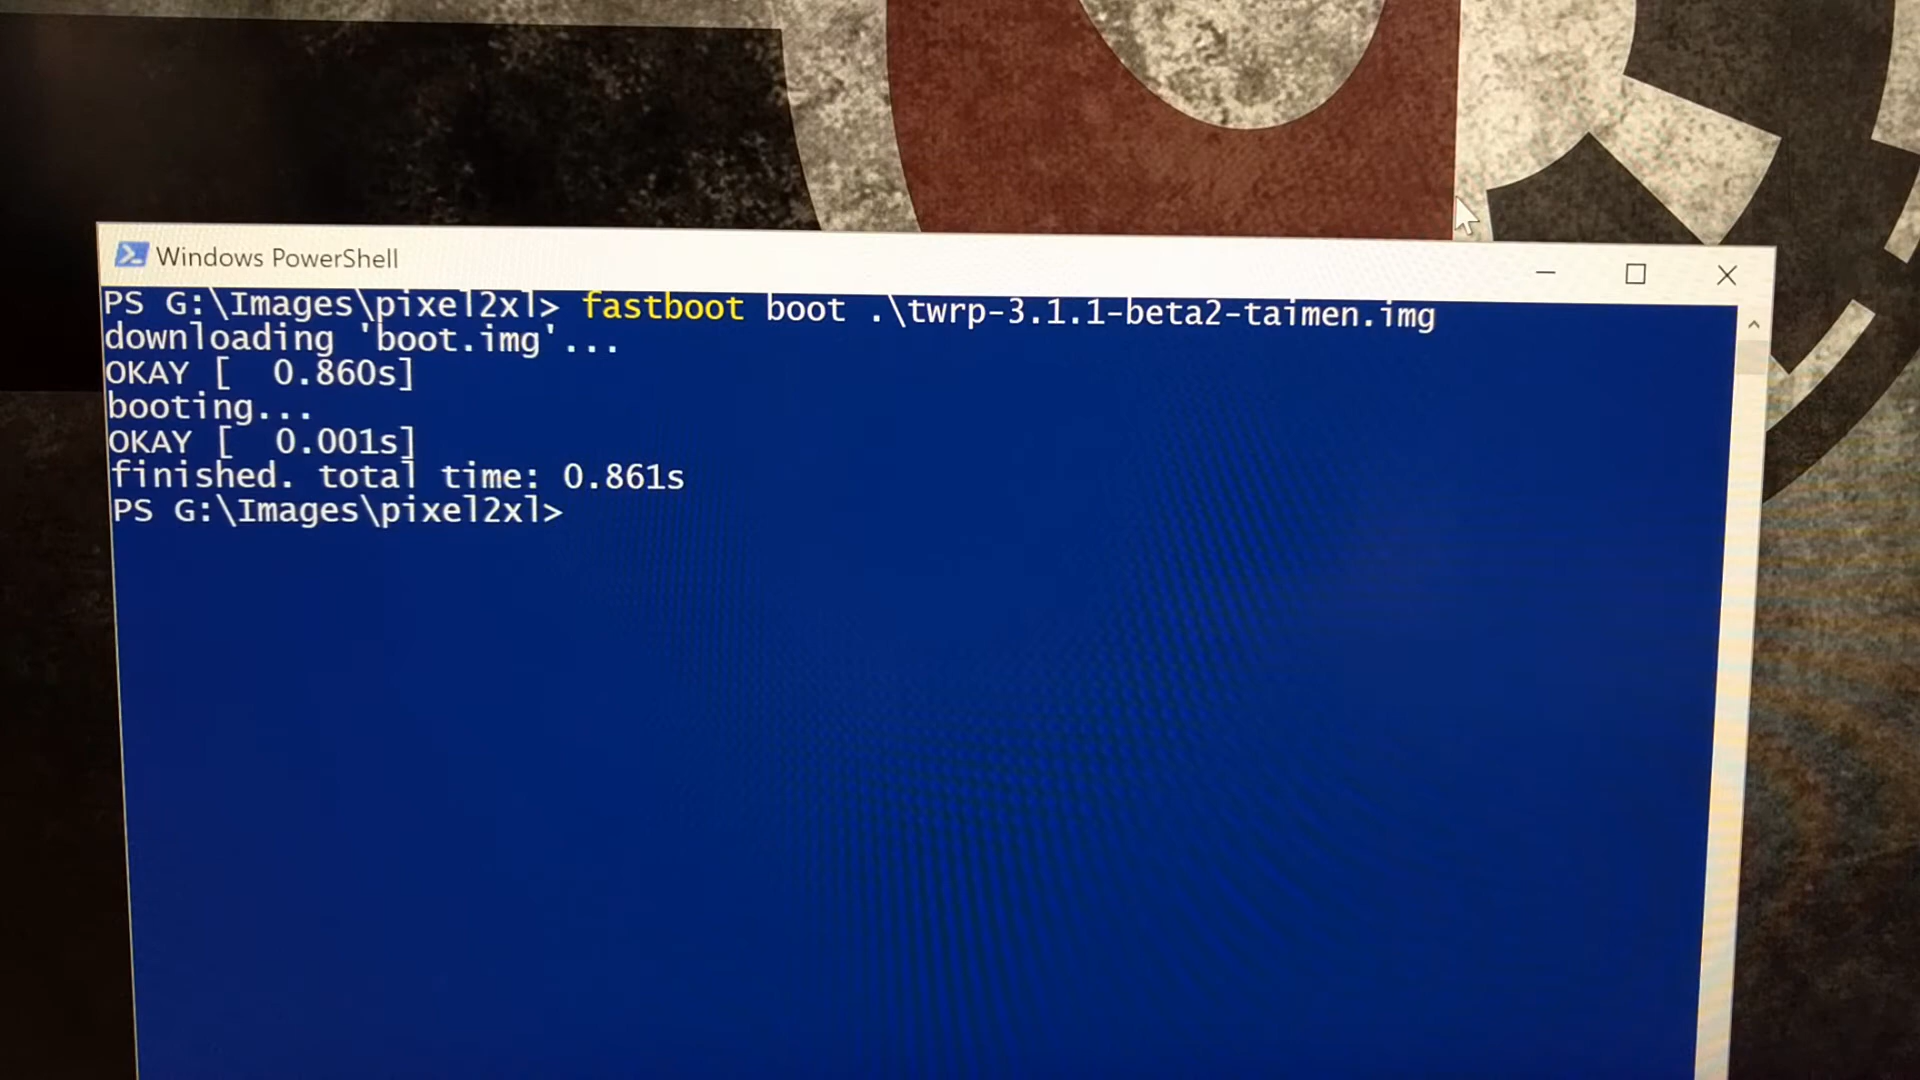 Windows PowerShell
PS G:\Images\pixel2xl> fastboot boot .\twrp-3.1.1-beta2-taimen.img
downloading 'boot.img'...
OKAY [  0.860s]
booting...
OKAY [  0.001s]
finished. total time: 0.861s
PS G:\Images\pixel2xl>